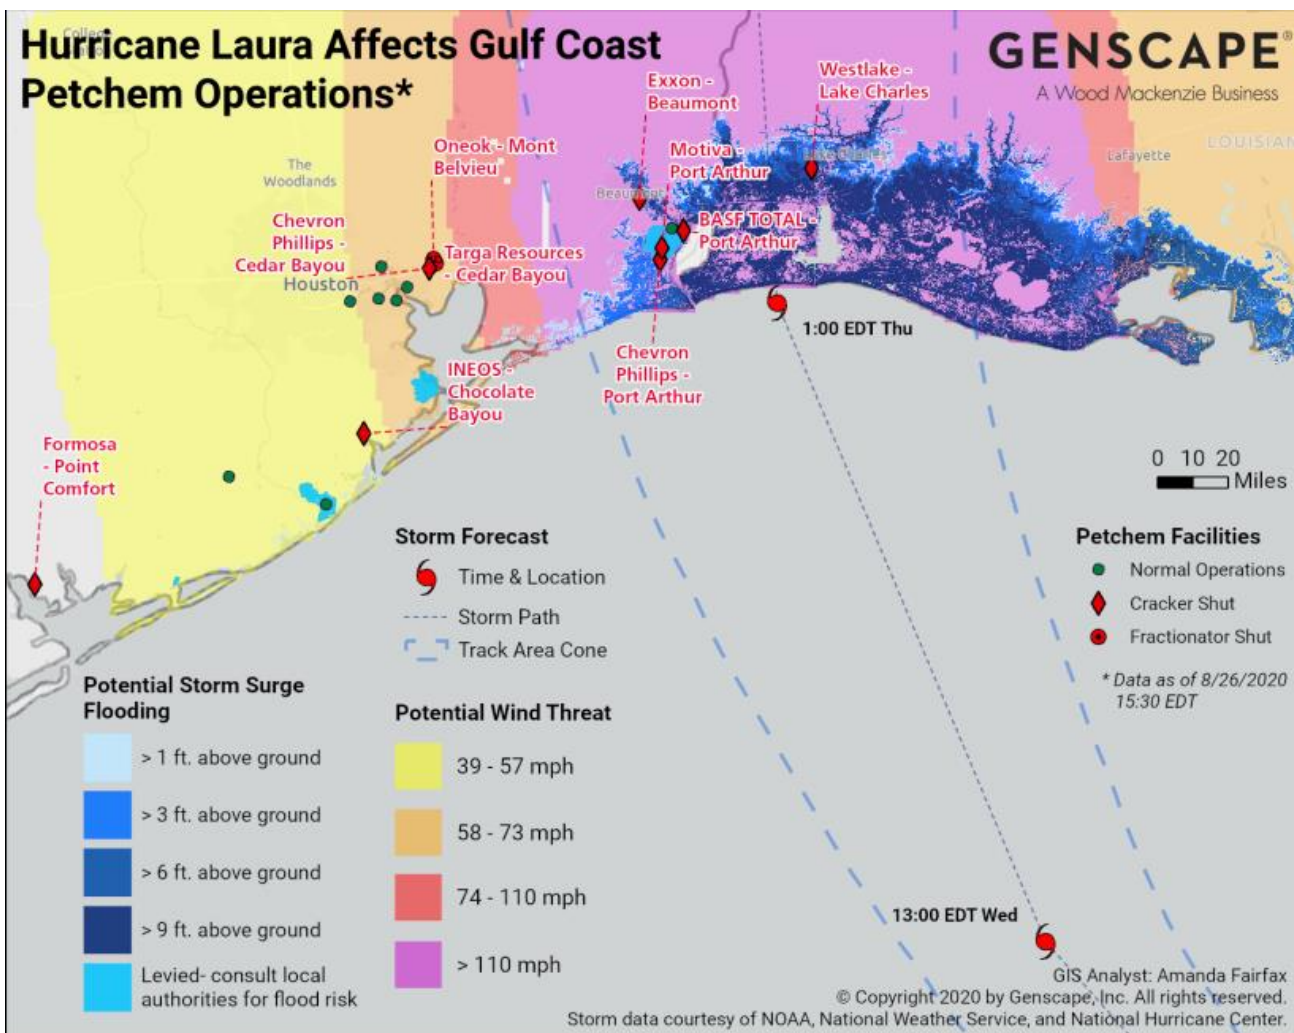 Hurricane Laura Affects Gulf Coast
Petchem Operations*
GENSCAPE®
A Wood Mackenzie Business
College
Station
The
Woodlands
Oneok - Mont
Belvieu
Exxon -
Beaumont
Motiva -
Port Arthur
Westlake -
Lake Charles
Lake Charles
Lafayette
LOUISIAN
Beaumont
Chevron
Phillips -
Cedar Bayou
Houston
Targa Resources
- Cedar Bayou
BASF TOTAL -
Port Arthur
1:00 EDT Thu
INEOS -
Chocolate
Bayou
Chevron
Phillips -
Port Arthur
Formosa
- Point
Comfort
0 10 20
Miles
Storm Forecast
Time & Location
Storm Path
Track Area Cone
Petchem Facilities
Normal Operations
Cracker Shut
Fractionator Shut
* Data as of 8/26/2020
15:30 EDT
Potential Storm Surge
Flooding
> 1 ft. above ground
> 3 ft. above ground
> 6 ft. above ground
> 9 ft. above ground
Levied- consult local
authorities for flood risk
Potential Wind Threat
39 - 57 mph
58 - 73 mph
74 - 110 mph
> 110 mph
13:00 EDT Wed
GIS Analyst: Amanda Fairfax
© Copyright 2020 by Genscape, Inc. All rights reserved.
Storm data courtesy of NOAA, National Weather Service, and National Hurricane Center.